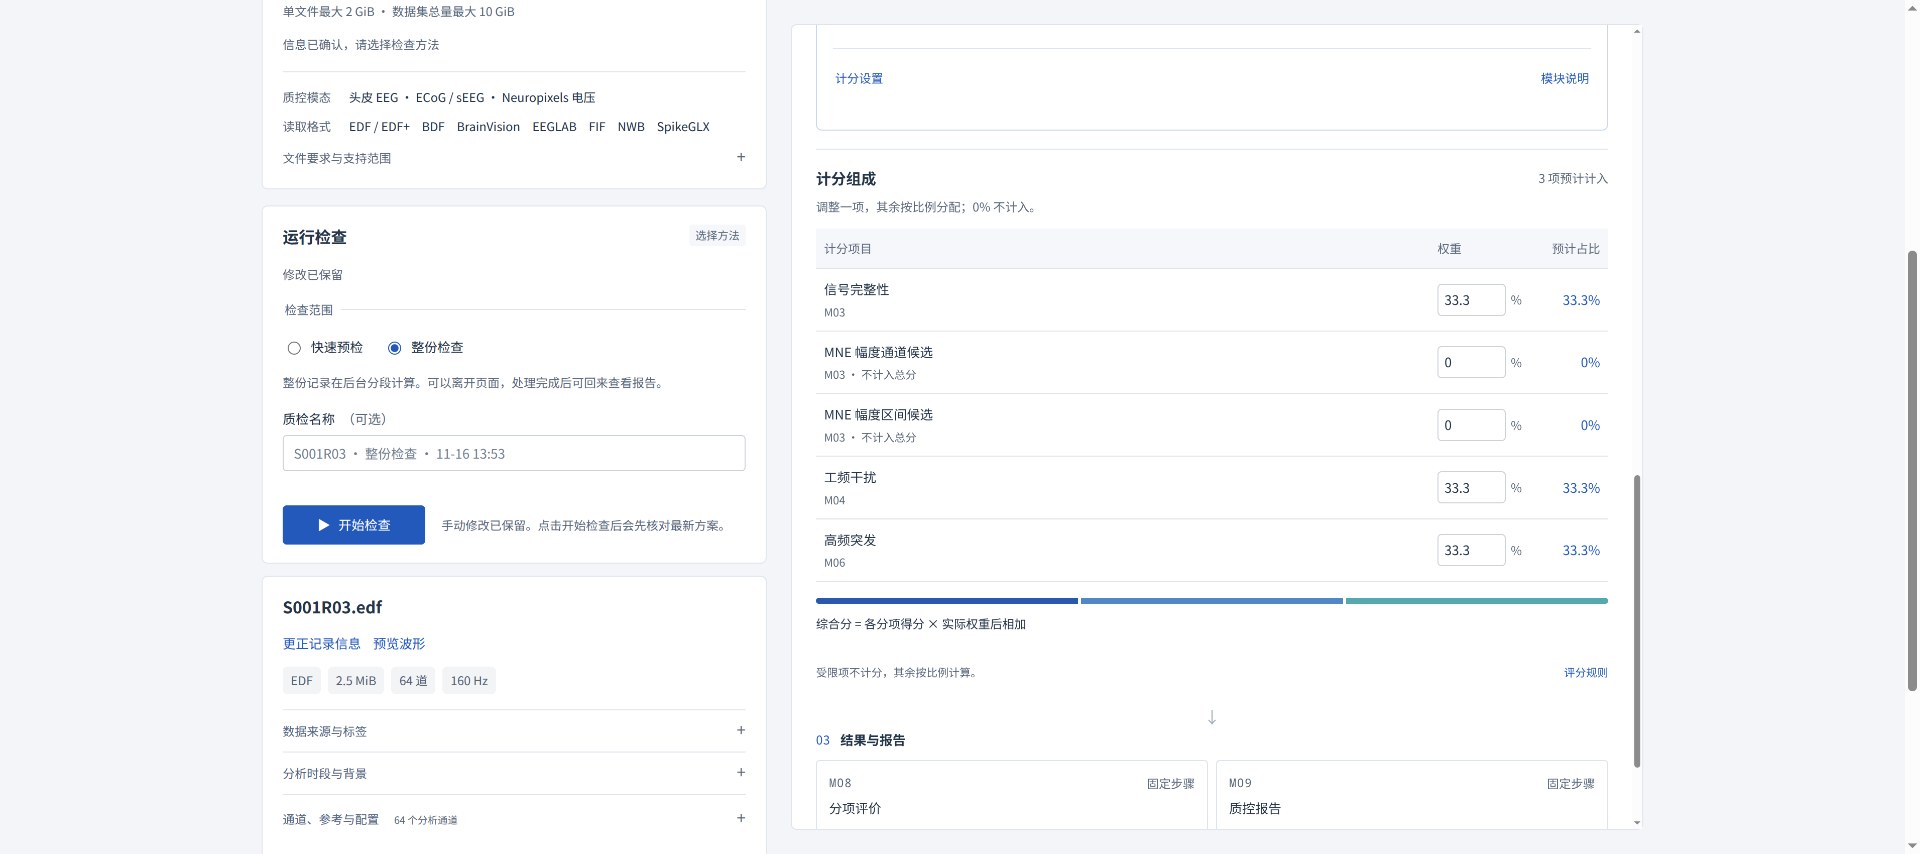 单文件最大 2 GiB • 数据集总量最大 10 GiB
信息已确认，请选择检查方法
质控模态 头皮 EEG • ECoG / sEEG • Neuropixels 电压
读取格式 EDF / EDF+ BDF BrainVision EEGLAB FIF NWB SpikeGLX
文件要求与支持范围 +
运行检查 选择方法
修改已保留
检查范围
快速预检 整份检查
整份记录在后台分段计算。可以离开页面，处理完成后可回来查看报告。
质检名称 （可选）
S001R03 • 整份检查 • 11-16 13:53
▶ 开始检查 手动修改已保留。点击开始检查后会先核对最新方案。
S001R03.edf
更正记录信息 预览波形
EDF 2.5 MiB 64 道 160 Hz
数据来源与标签 +
分析时段与背景 +
通道、参考与配置 64 个分析通道 +
计分设置 模块说明
计分组成 3 项预计计入
调整一项，其余按比例分配；0% 不计入。
计分项目 权重 预计占比
信号完整性 33.3 % 33.3%
M03
MNE 幅度通道候选 0 % 0%
M03 • 不计入总分
MNE 幅度区间候选 0 % 0%
M03 • 不计入总分
工频干扰 33.3 % 33.3%
M04
高频突发 33.3 % 33.3%
M06
综合分 = 各分项得分 × 实际权重后相加
受限项不计分，其余按比例计算。 评分规则
↓
03 结果与报告
M08 固定步骤
分项评价
M09 固定步骤
质控报告